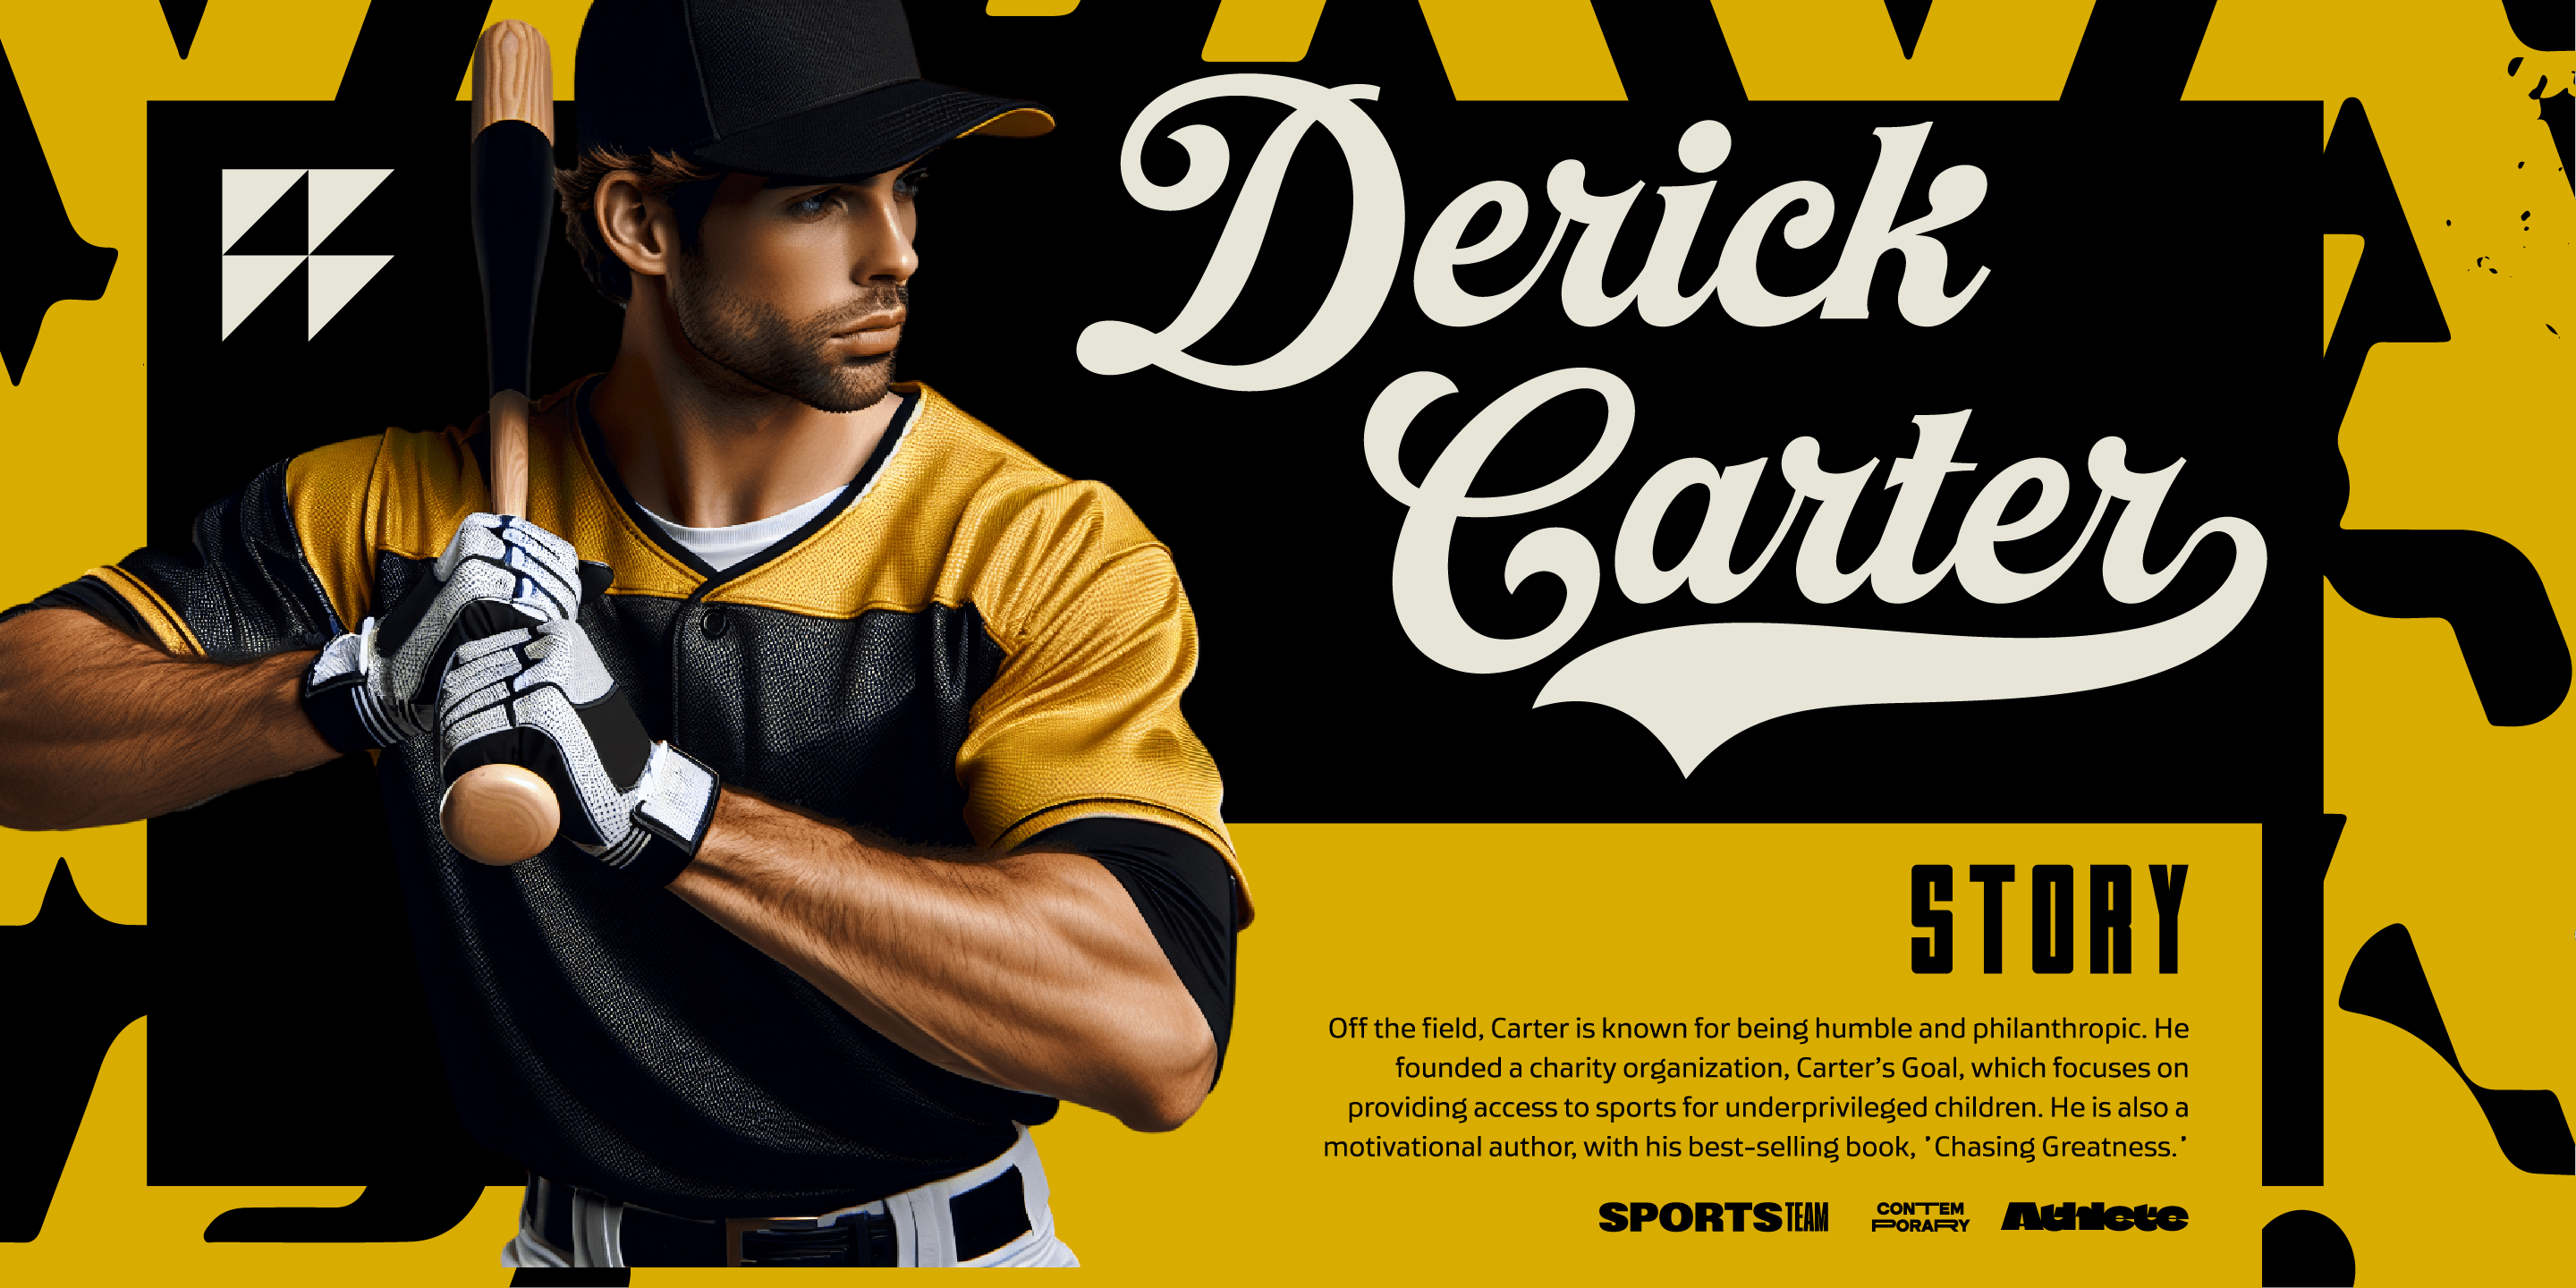 Derick
Carter
STORY
Off the field, Carter is known for being humble and philanthropic. He
founded a charity organization, Carter’s Goal, which focuses on
providing access to sports for underprivileged children. He is also a
motivational author, with his best-selling book, ’Chasing Greatness.’
SPORTSTEAM
CONTEM
PORARY
Athlete